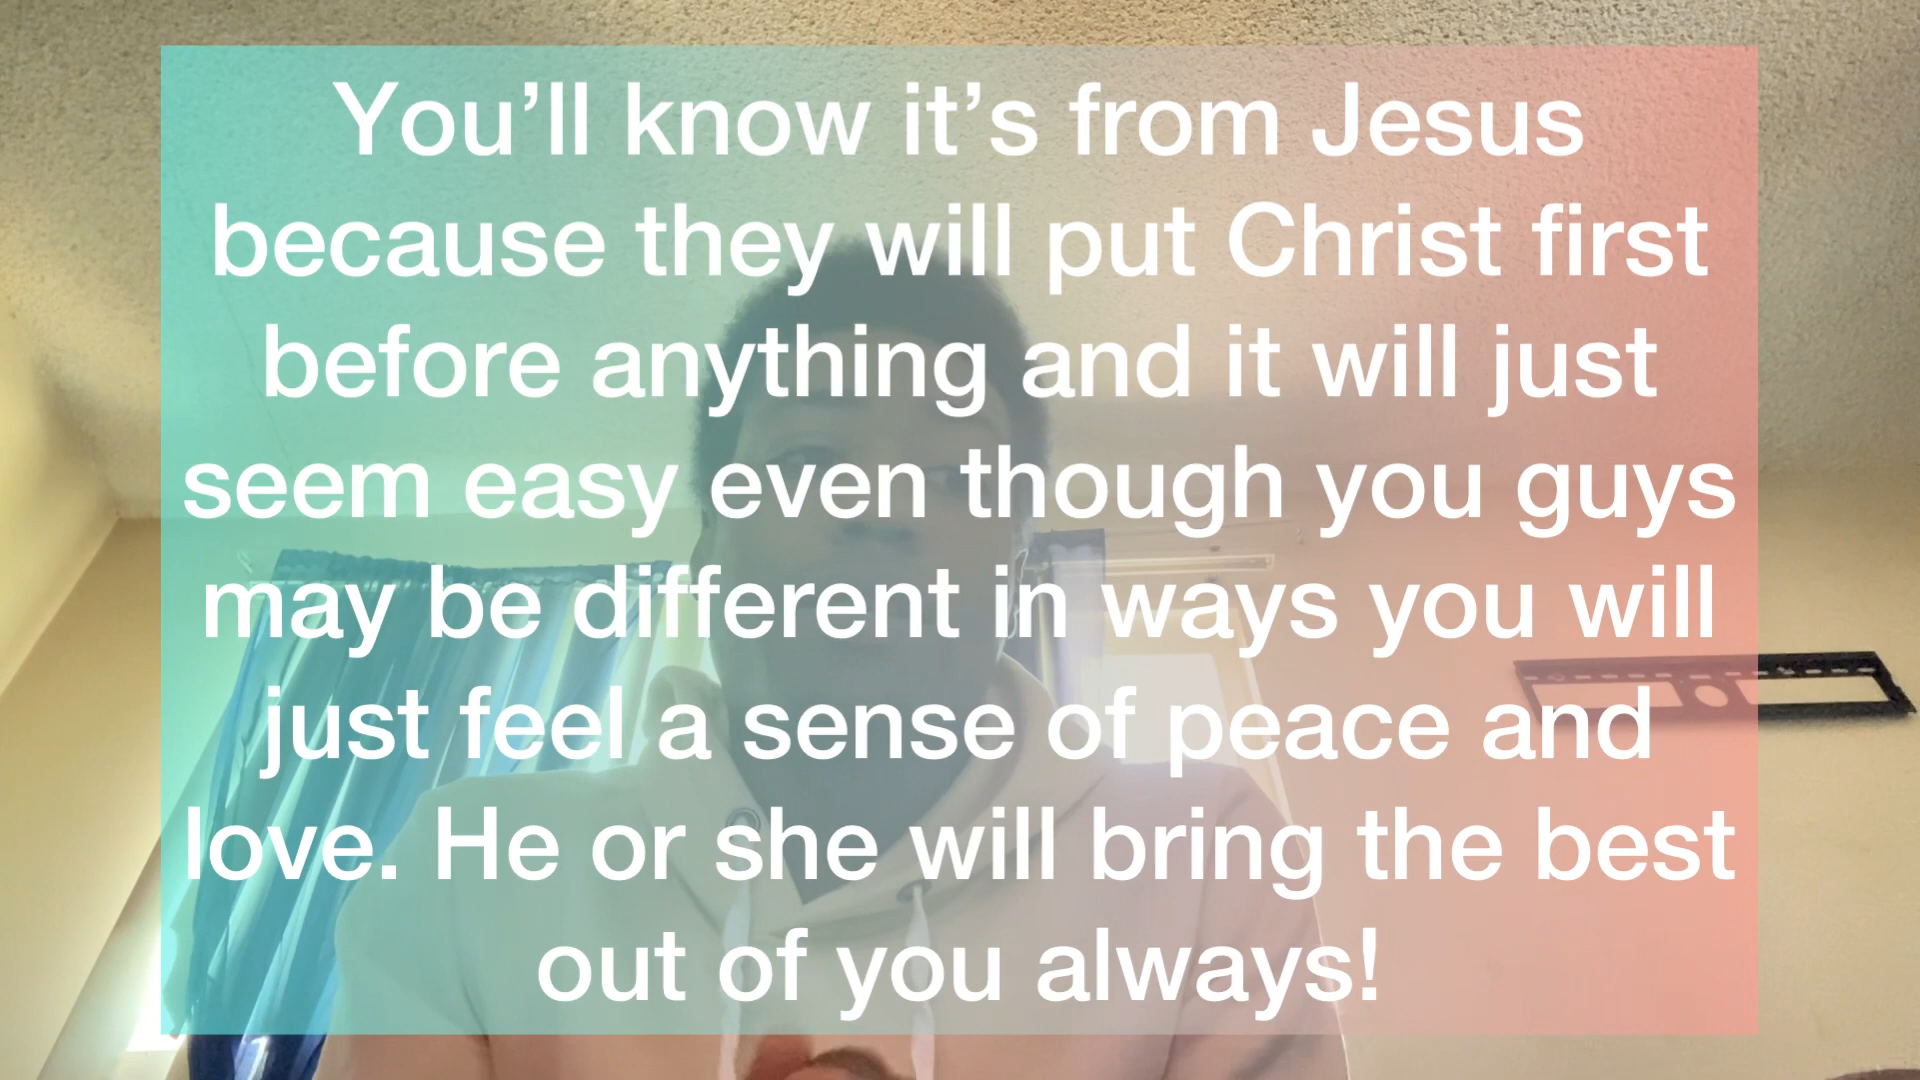 You’ll know it’s from Jesus
because they will put Christ first
before anything and it will just
seem easy even though you guys
may be different in ways you will
just feel a sense of peace and
love. He or she will bring the best
out of you always!